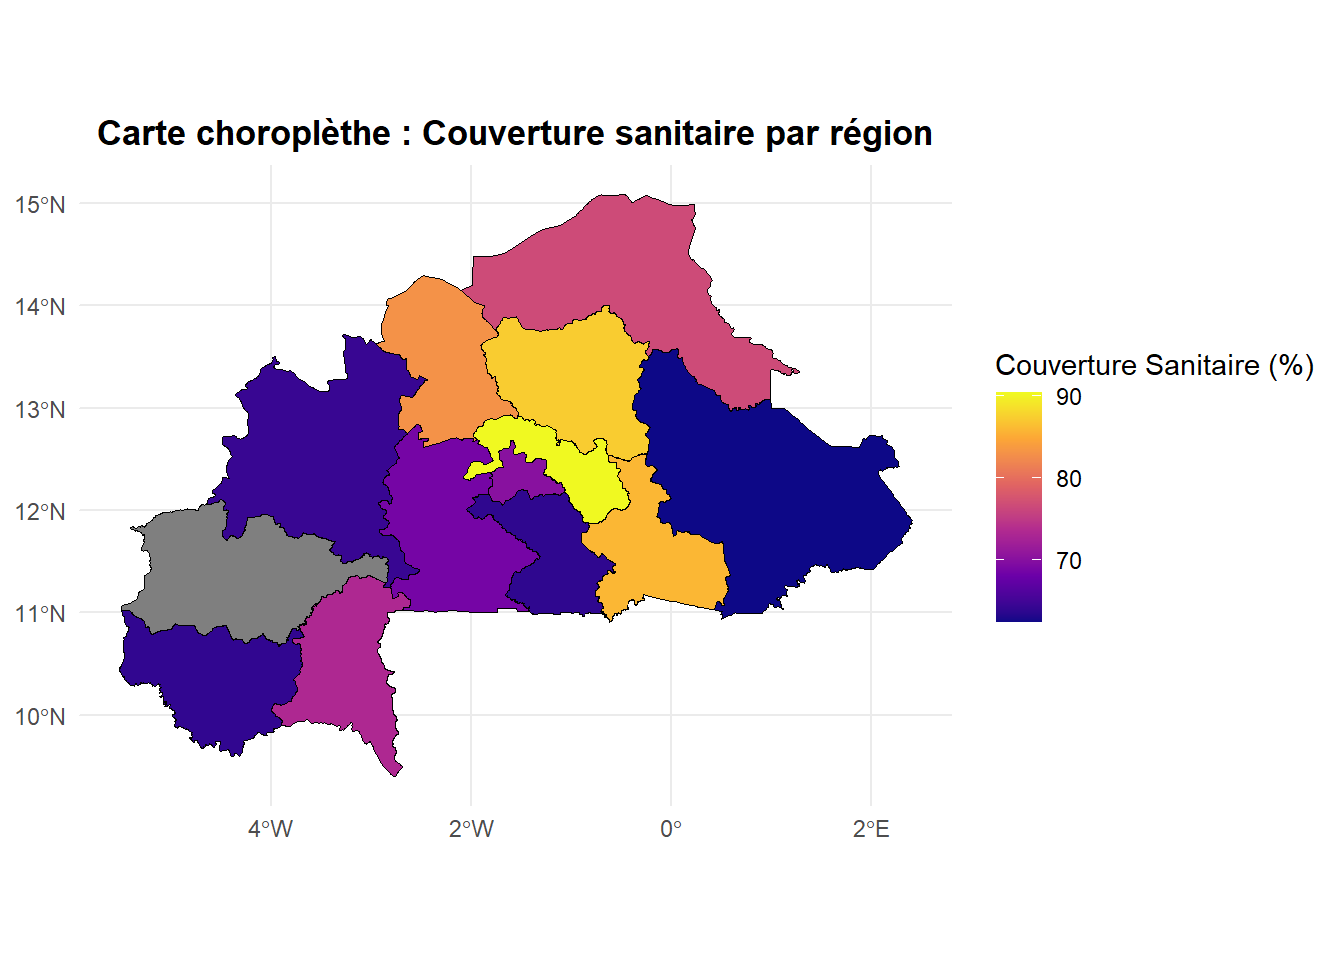 Carte choroplèthe : Couverture sanitaire par région
15°N
14°N
13°N
12°N
11°N
10°N
4°W
2°W
0°
2°E
Couverture Sanitaire (%)
90
80
70